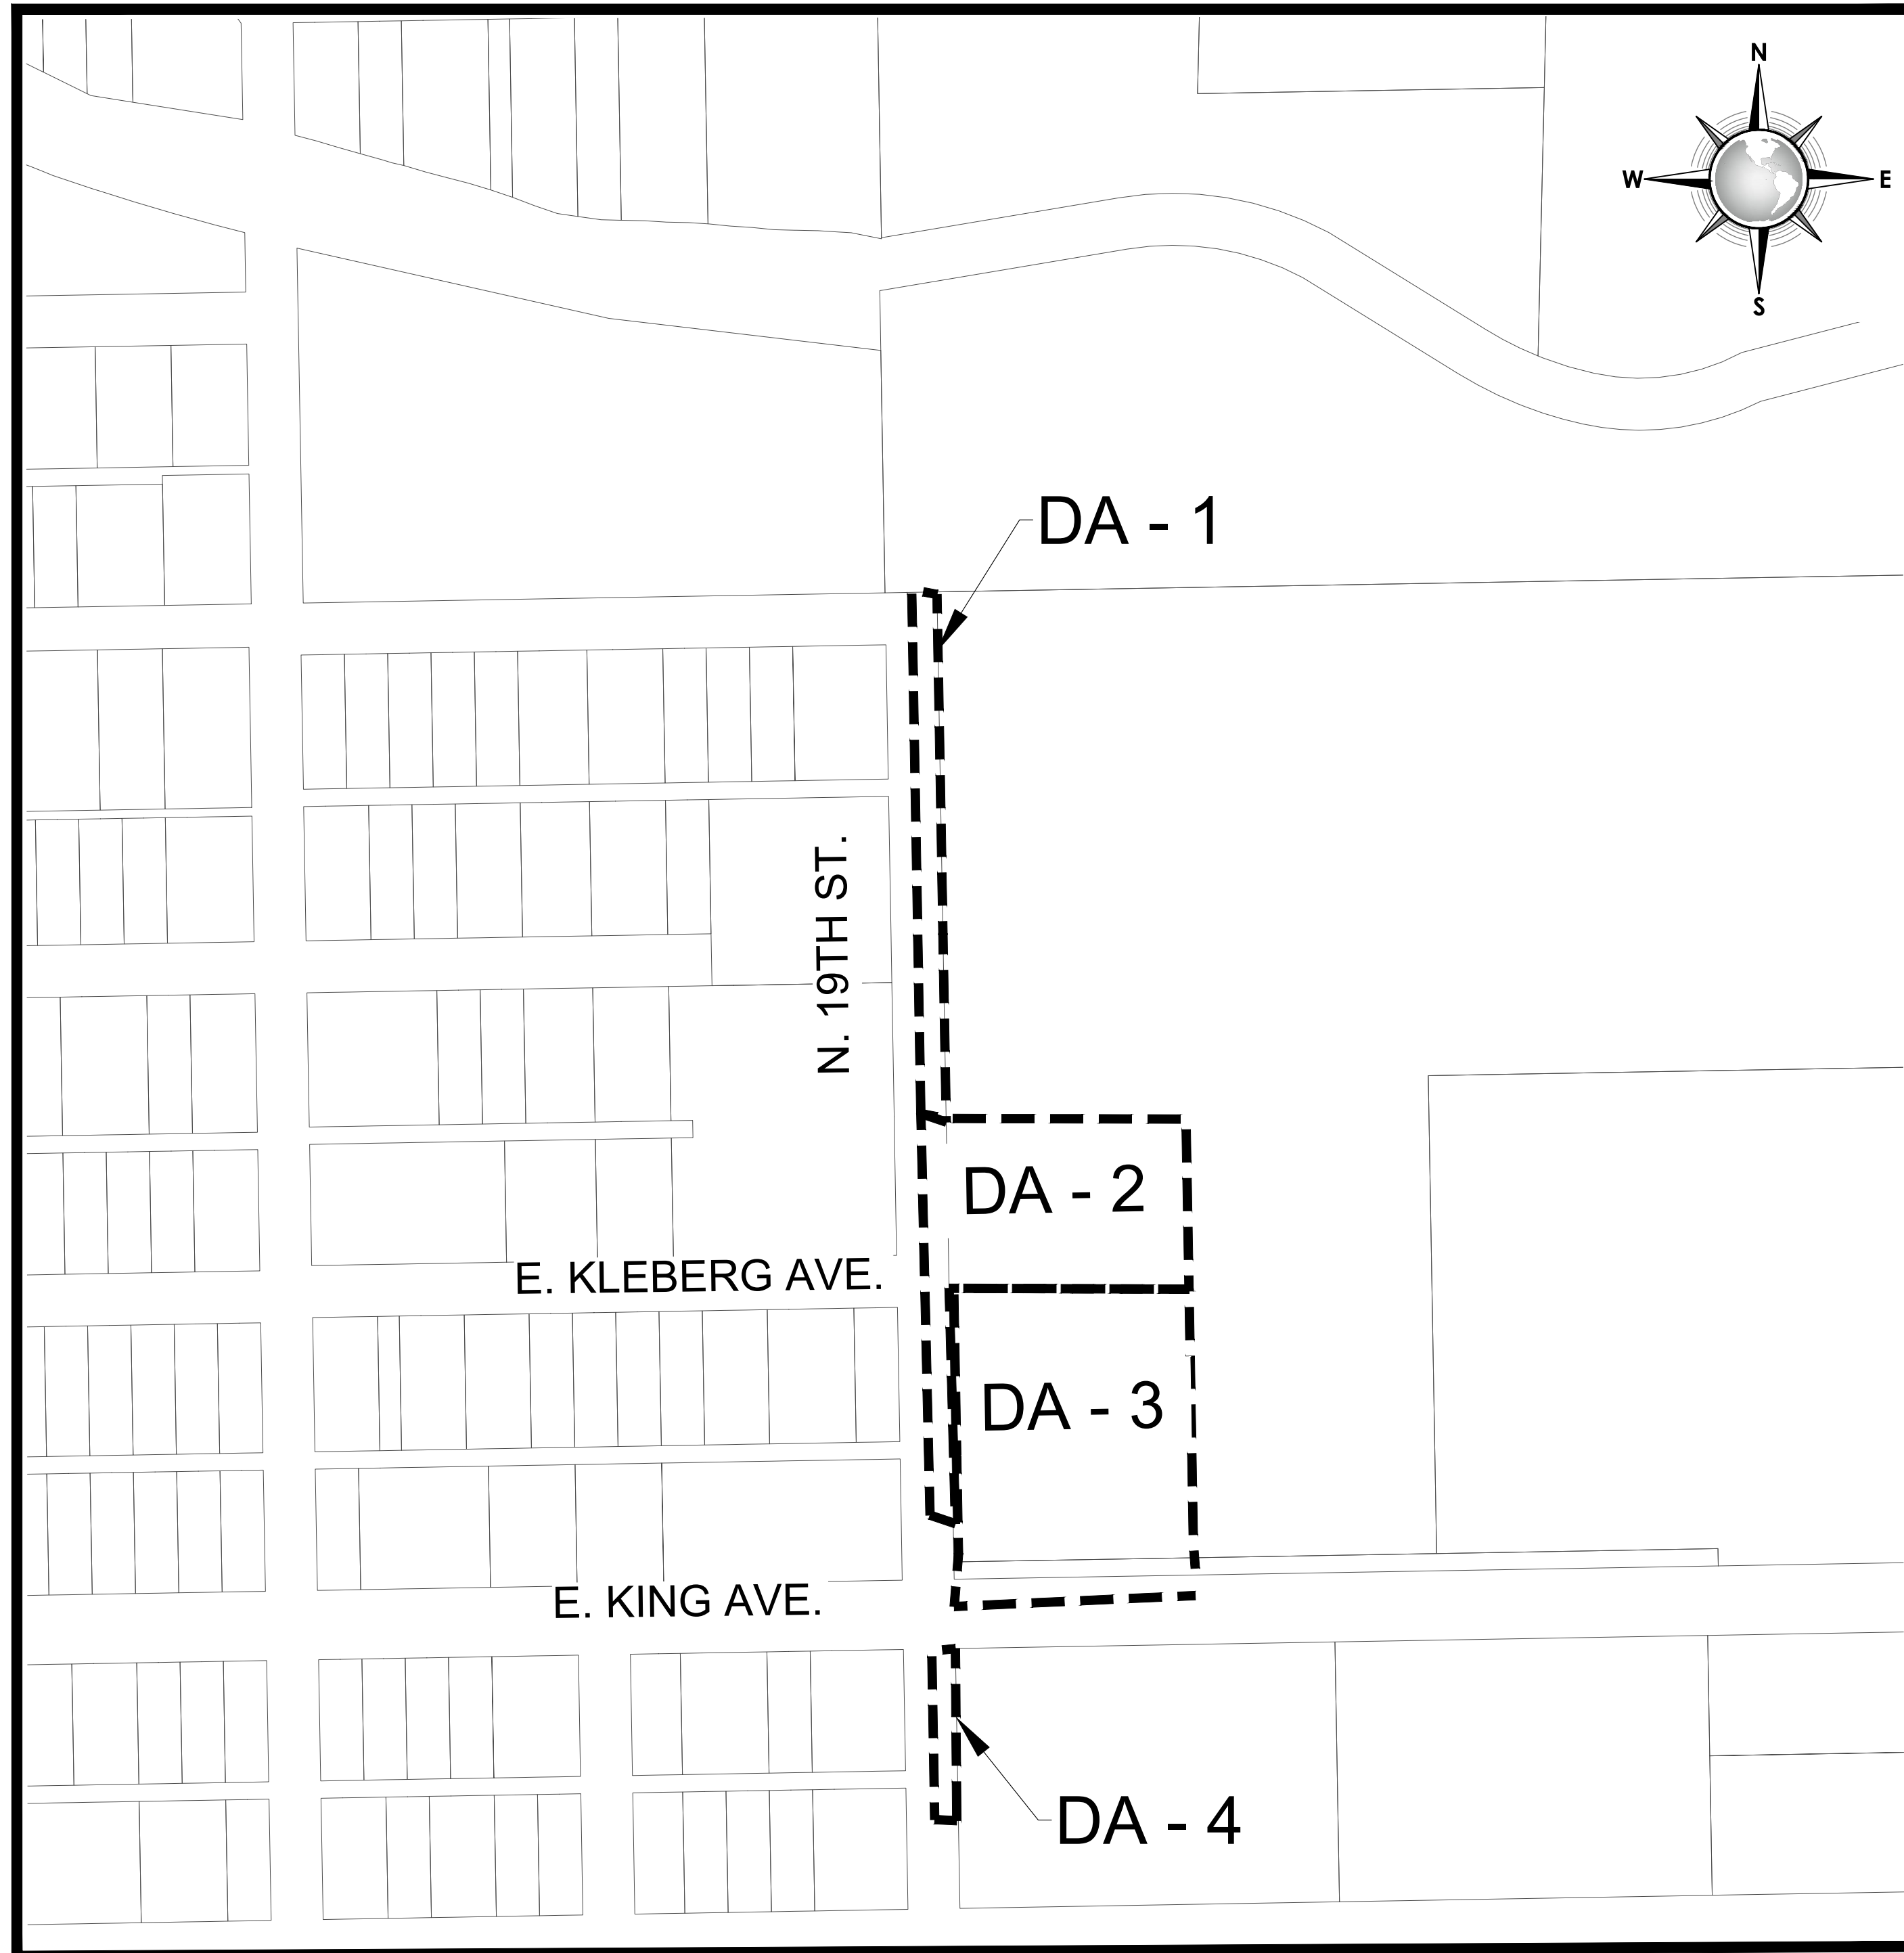 N
W
E
S
DA - 1
N. 19TH ST.
DA - 2
E. KLEBERG AVE.
DA - 3
E. KING AVE.
DA - 4